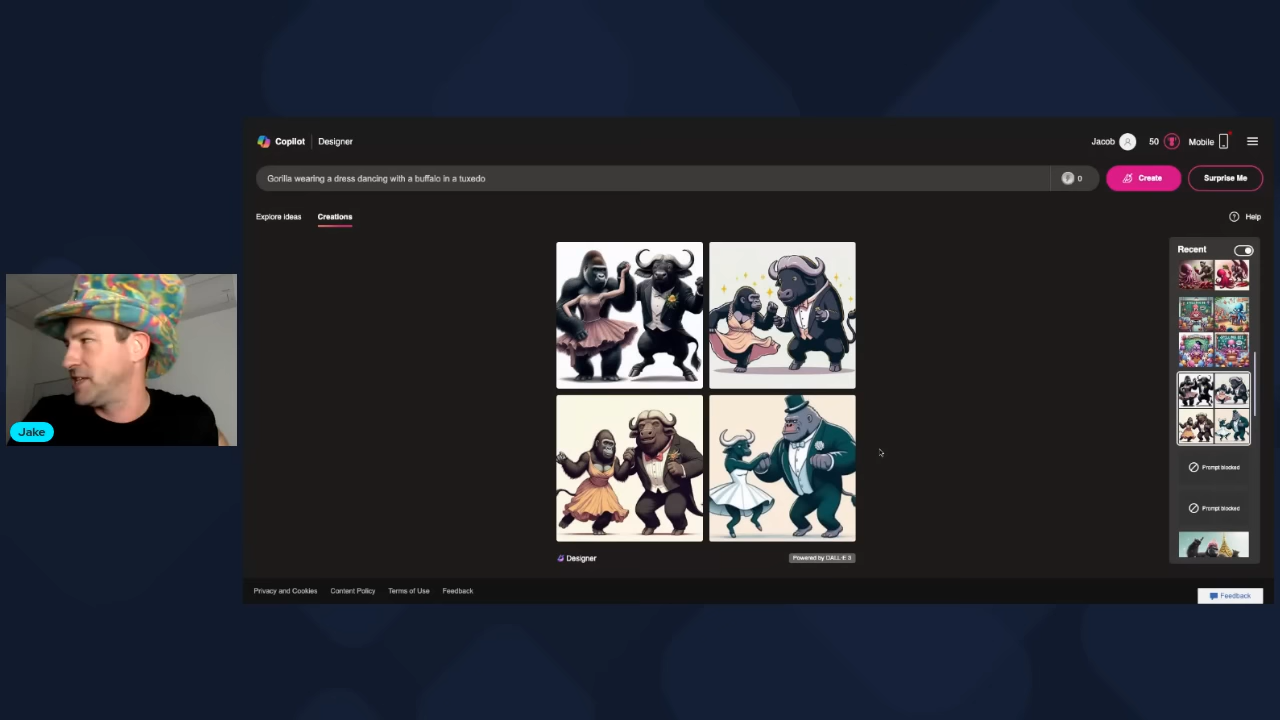 Copilot | Designer
Jacob
50
Mobile
Gorilla wearing a dress dancing with a buffalo in a tuxedo
0
Create
Surprise Me
Explore ideas
Creations
Help
Recent
Prompt blocked
Prompt blocked
Jake
Designer
Powered by DALL·E 3
Privacy and Cookies
Content Policy
Terms of Use
Feedback
Feedback